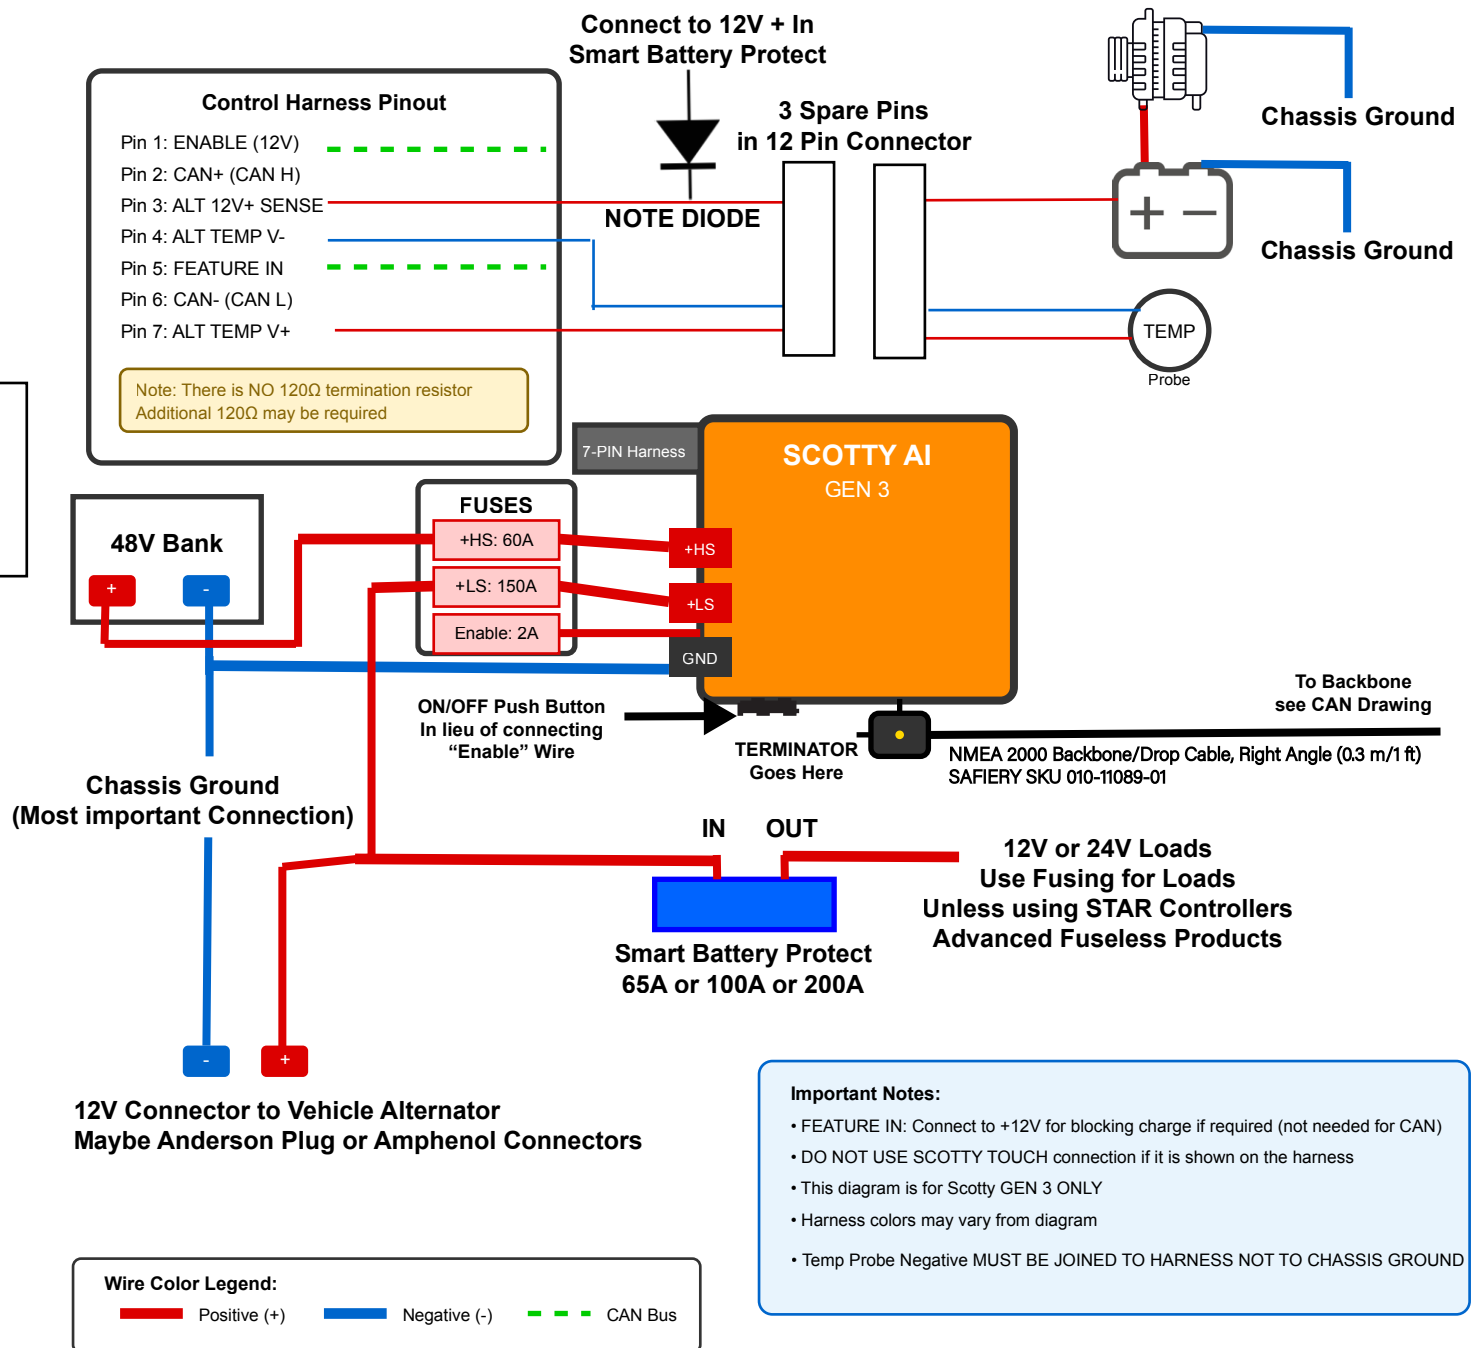 Connect to 12V + In
Smart Battery Protect
Control Harness Pinout
Pin 1: ENABLE (12V)
Pin 2: CAN+ (CAN H)
Pin 3: ALT 12V+ SENSE
Pin 4: ALT TEMP V-
Pin 5: FEATURE IN
Pin 6: CAN- (CAN L)
Pin 7: ALT TEMP V+
Note: There is NO 120Ω termination resistor
Additional 120Ω may be required
NOTE DIODE
3 Spare Pins
in 12 Pin Connector
Chassis Ground
+ −
Chassis Ground
TEMP
Probe
7-PIN Harness
SCOTTY AI
GEN 3
48V Bank
+
-
FUSES
+HS: 60A
+LS: 150A
Enable: 2A
+HS
+LS
GND
ON/OFF Push Button
In lieu of connecting
“Enable” Wire
TERMINATOR
Goes Here
To Backbone
see CAN Drawing
NMEA 2000 Backbone/Drop Cable, Right Angle (0.3 m/1 ft)
SAFIERY SKU 010-11089-01
Chassis Ground
(Most important Connection)
IN OUT
12V or 24V Loads
Use Fusing for Loads
Unless using STAR Controllers
Advanced Fuseless Products
Smart Battery Protect
65A or 100A or 200A
-
+
12V Connector to Vehicle Alternator
Maybe Anderson Plug or Amphenol Connectors
Important Notes:
• FEATURE IN: Connect to +12V for blocking charge if required (not needed for CAN)
• DO NOT USE SCOTTY TOUCH connection if it is shown on the harness
• This diagram is for Scotty GEN 3 ONLY
• Harness colors may vary from diagram
• Temp Probe Negative MUST BE JOINED TO HARNESS NOT TO CHASSIS GROUND
Wire Color Legend:
Positive (+)
Negative (-)
CAN Bus